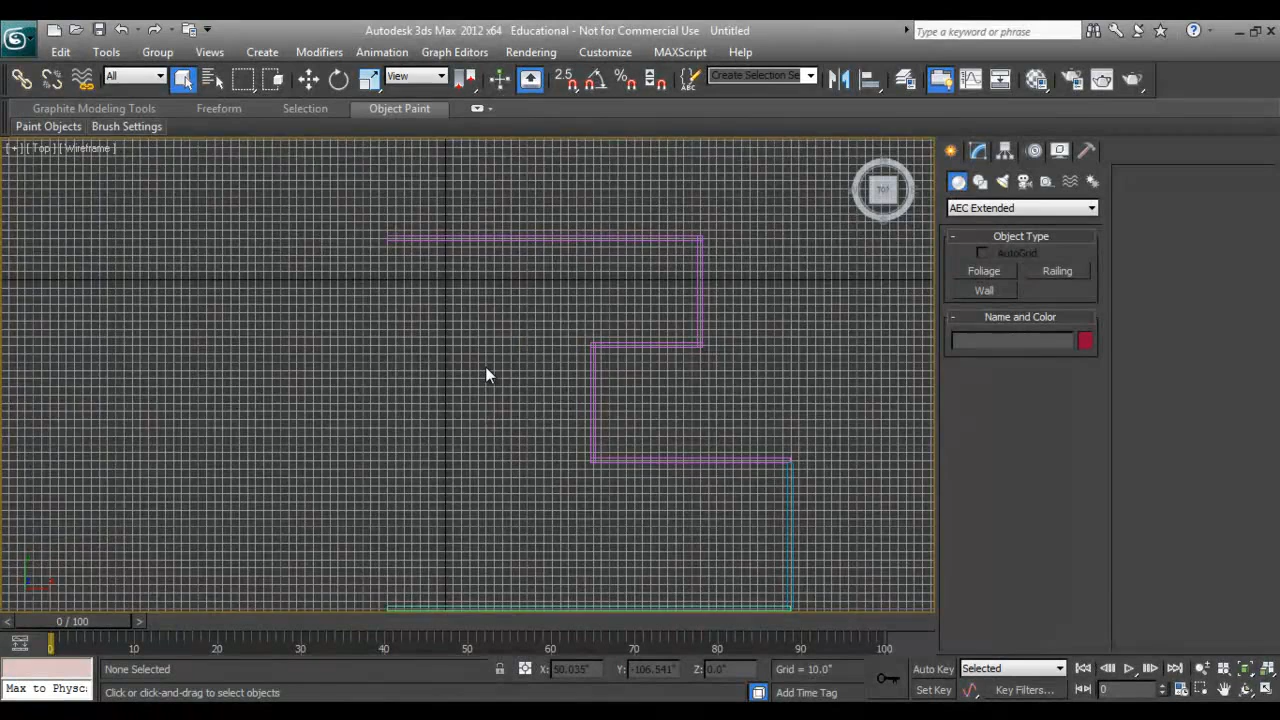 Autodesk 3ds Max 2012 x64 Educational - Not for Commercial Use Untitled
Type a keyword or phrase
Edit Tools Group Views Create Modifiers Animation Graph Editors Rendering Customize MAXScript Help
All View 2.5 Create Selection Se
Graphite Modeling Tools Freeform Selection Object Paint
Paint Objects Brush Settings
[ + ] [ Top ] [ Wireframe ]
TOP
AEC Extended
- Object Type
AutoGrid
Foliage Railing
Wall
- Name and Color
< 0 / 100 >
0 10 20 30 40 50 60 70 80 90 100
None Selected X: 50.035" Y: -106.541" Z: 0.0" Grid = 10.0" Auto Key Selected
Max to Physc: Click or click-and-drag to select objects Add Time Tag Set Key Key Filters... 0